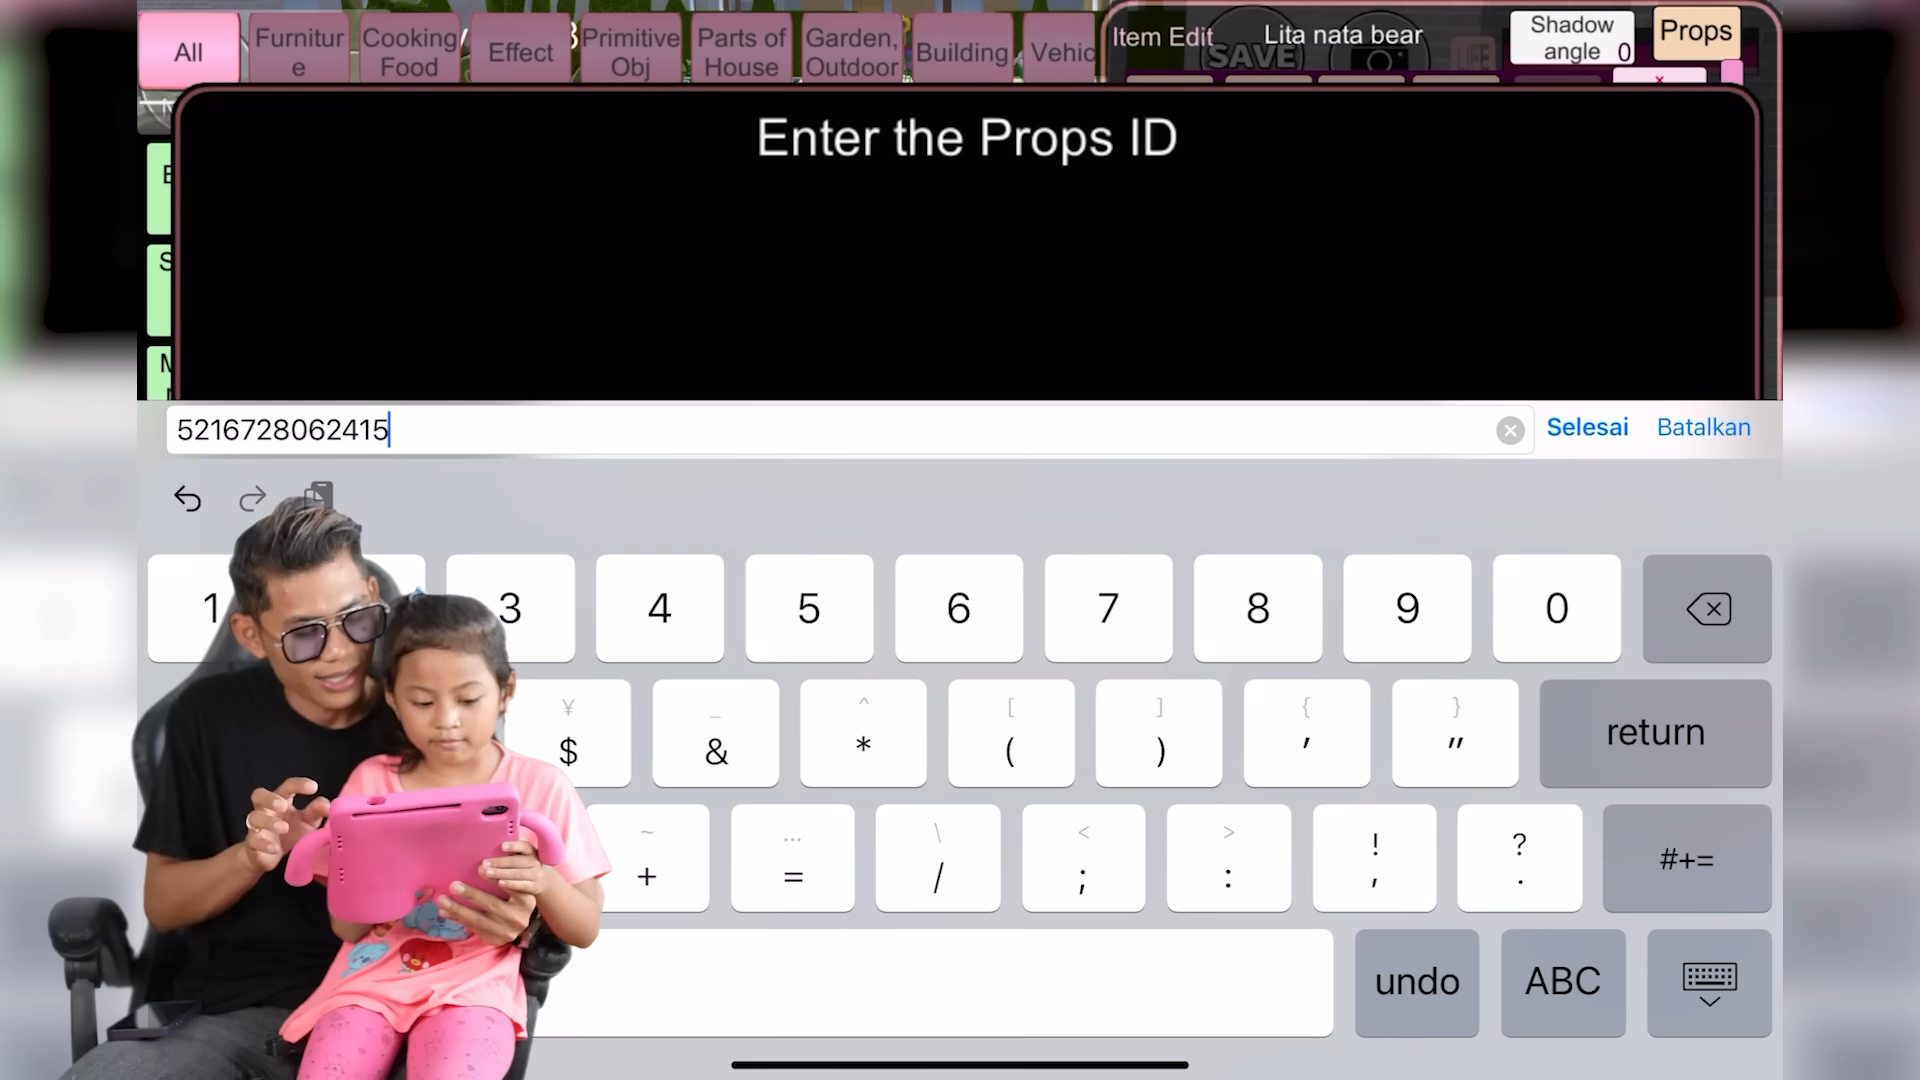 All
Furnitur
e
Cooking
Food
Effect
Primitive
Obj
Parts of
House
Garden,
Outdoor
Building
Vehic
Item Edit
SAVE
Lita nata bear
LIFE
Shadow
angle 0
Props
×
Enter the Props ID
E
S
M
5216728062415
Selesai
Batalkan
1 3 4 5 6 7 8 9 0
¥ _ ^ [ ] { }
$ & * ( ) ' " return
~ … \ < > ! ?
+ = / ; : , . #+=
undo ABC